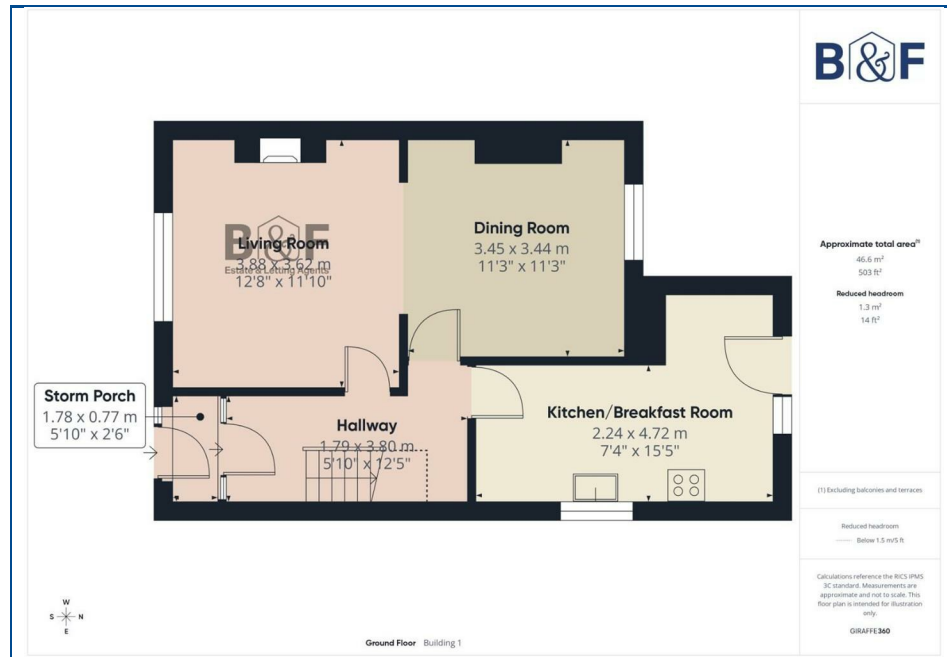 B&F
Living Room
3.88 x 3.62 m
Estate & Letting Agents
12'8" x 11'10"
Dining Room
3.45 x 3.44 m
11'3" x 11'3"
Storm Porch
1.78 x 0.77 m
5'10" x 2'6"
Hallway
1.79 x 3.80 m
5'10" x 12'5"
Kitchen/Breakfast Room
2.24 x 4.72 m
7'4" x 15'5"
W
S N
E
Ground Floor Building 1
B&F
Approximate total area(1)
46.6 m²
503 ft²
Reduced headroom
1.3 m²
14 ft²
(1) Excluding balconies and terraces
Reduced headroom
Below 1.5 m/5 ft
Calculations reference the RICS IPMS
3C standard. Measurements are
approximate and not to scale. This
floor plan is intended for illustration
only.
GIRAFFE360